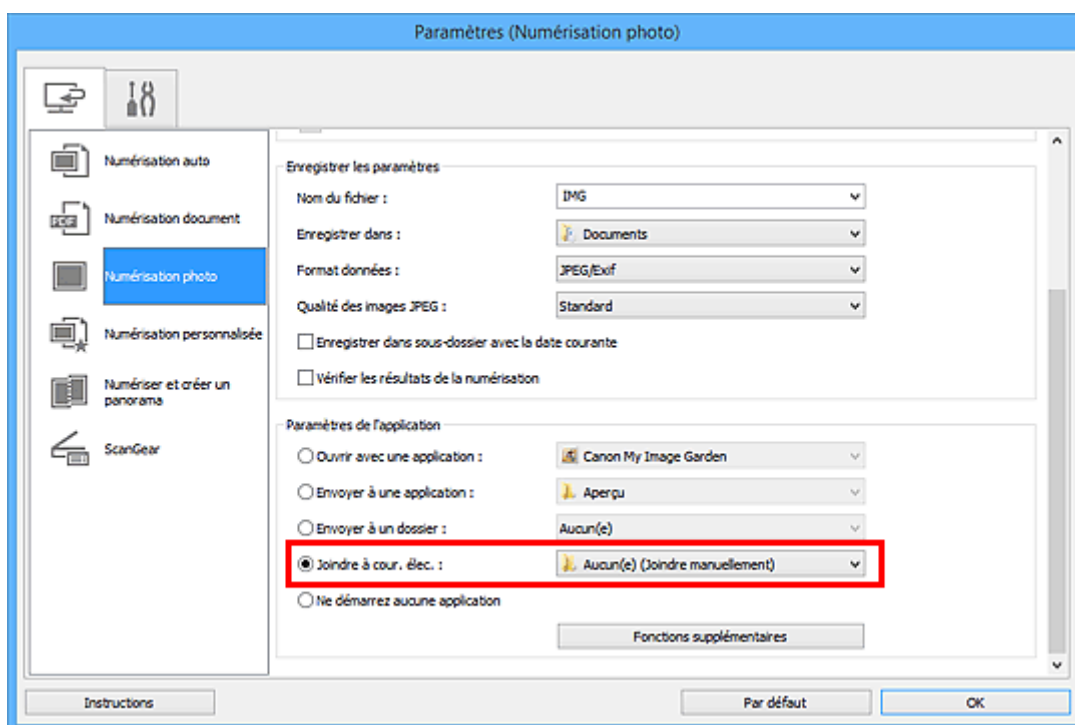 Paramètres (Numérisation photo)
Numérisation auto
PDF
Numérisation document
Numérisation photo
Numérisation personnalisée
Numériser et créer un
panorama
ScanGear
Enregistrer les paramètres
Nom du fichier : IMG
Enregistrer dans : Documents
Format données : JPEG/Exif
Qualité des images JPEG : Standard
Enregistrer dans sous-dossier avec la date courante
Vérifier les résultats de la numérisation
Paramètres de l'application
Ouvrir avec une application : Canon My Image Garden
Envoyer à une application : Aperçu
Envoyer à un dossier : Aucun(e)
Joindre à cour. élec. : Aucun(e) (Joindre manuellement)
Ne démarrez aucune application
Fonctions supplémentaires
Instructions Par défaut OK